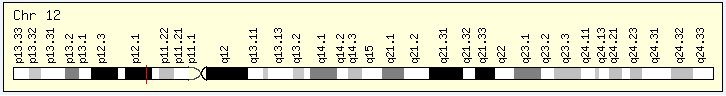 Chr 12
p13.33
p13.32
p13.31
p13.2
p13.1
p12.3
p12.1
p11.22
p11.21
p11.1
q12
q13.11
q13.13
q13.2
q14.1
q14.2
q14.3
q15
q21.1
q21.2
q21.31
q21.32
q21.33
q22
q23.1
q23.2
q23.3
q24.11
q24.13
q24.21
q24.23
q24.31
q24.32
q24.33